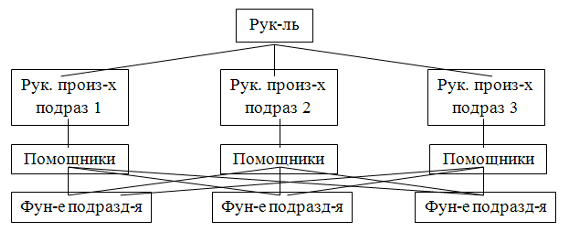 Рук-ль
Рук. произ-х
подраз 1
Рук. произ-х
подраз 2
Рук. произ-х
подраз 3
Помощники
Помощники
Помощники
Фун-е подразд-я
Фун-е подразд-я
Фун-е подразд-я